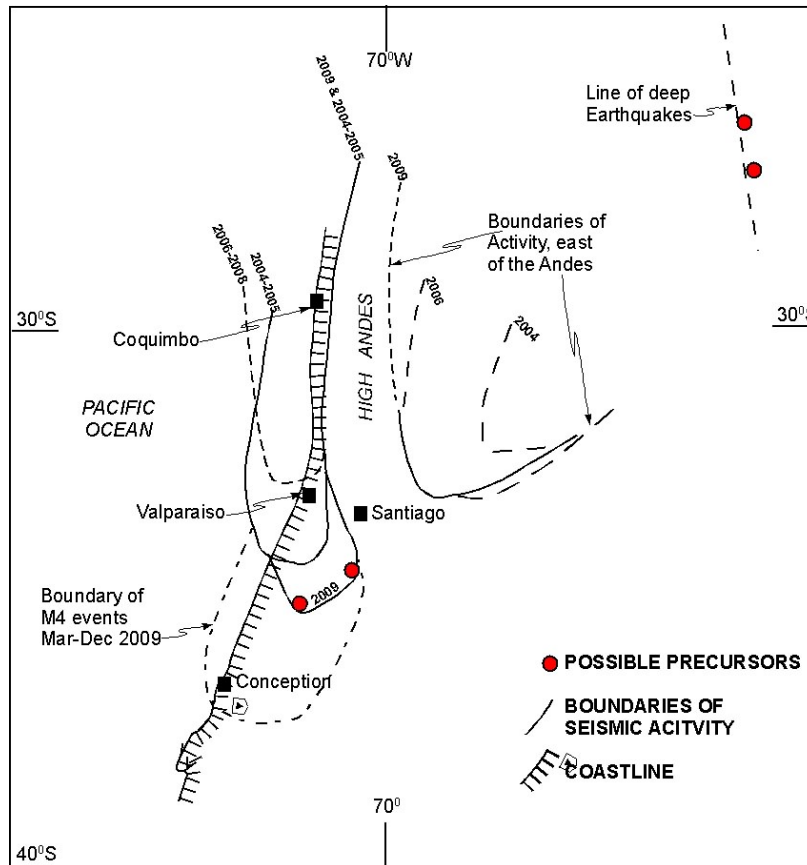 70⁰W
Line of deep
Earthquakes
2009 & 2004-2005
2009
Boundaries of
Activity, east
of the Andes
2006-2008
2004-2005
2006
2004
30⁰S
30⁰S
Coquimbo
HIGH ANDES
PACIFIC
OCEAN
Valparaiso
Santiago
2009
Boundary of
M4 events
Mar-Dec 2009
Conception
POSSIBLE PRECURSORS
BOUNDARIES OF
SEISMIC ACITVITY
COASTLINE
70⁰
40⁰S